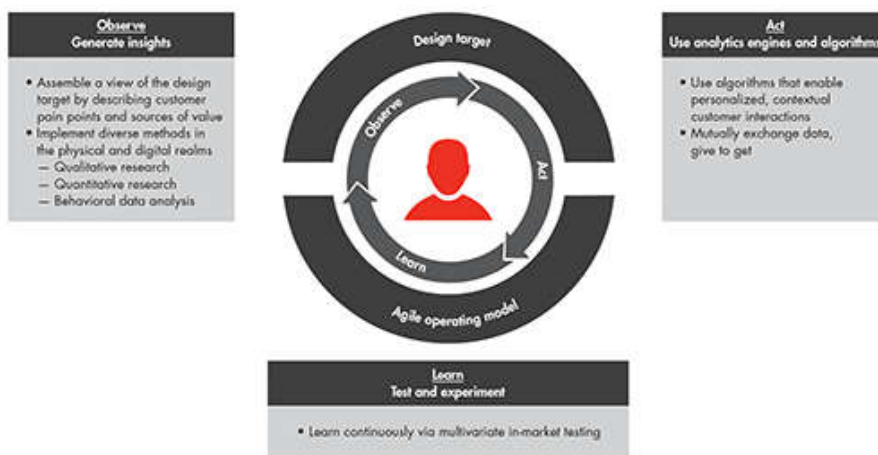 Observe
Generate insights
• Assemble a view of the design
target by describing customer
pain points and sources of value
• Implement diverse methods in
the physical and digital realms
— Qualitative research
— Quantitative research
— Behavioral data analysis
Design target
Observe
Act
Learn
Agile operating model
Act
Use analytics engines and algorithms
• Use algorithms that enable
personalized, contextual
customer interactions
• Mutually exchange data,
give to get
Learn
Test and experiment
• Learn continuously via multivariate in-market testing